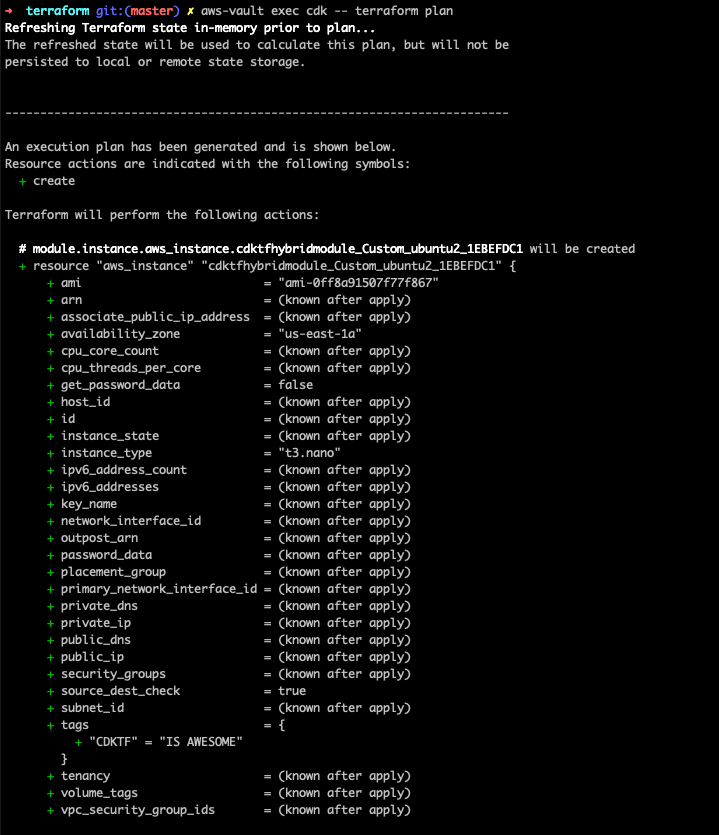 ➜  terraform git:(master) ✗ aws-vault exec cdk -- terraform plan
Refreshing Terraform state in-memory prior to plan...
The refreshed state will be used to calculate this plan, but will not be
persisted to local or remote state storage.
------------------------------------------------------------------------
An execution plan has been generated and is shown below.
Resource actions are indicated with the following symbols:
  + create
Terraform will perform the following actions:
  # module.instance.aws_instance.cdktfhybridmodule_Custom_ubuntu2_1EBEFDC1 will be created
  + resource "aws_instance" "cdktfhybridmodule_Custom_ubuntu2_1EBEFDC1" {
      + ami                          = "ami-0ff8a91507f77f867"
      + arn                          = (known after apply)
      + associate_public_ip_address  = (known after apply)
      + availability_zone            = "us-east-1a"
      + cpu_core_count               = (known after apply)
      + cpu_threads_per_core         = (known after apply)
      + get_password_data            = false
      + host_id                      = (known after apply)
      + id                           = (known after apply)
      + instance_state               = (known after apply)
      + instance_type                = "t3.nano"
      + ipv6_address_count           = (known after apply)
      + ipv6_addresses               = (known after apply)
      + key_name                     = (known after apply)
      + network_interface_id         = (known after apply)
      + outpost_arn                  = (known after apply)
      + password_data                = (known after apply)
      + placement_group              = (known after apply)
      + primary_network_interface_id = (known after apply)
      + private_dns                  = (known after apply)
      + private_ip                   = (known after apply)
      + public_dns                   = (known after apply)
      + public_ip                    = (known after apply)
      + security_groups              = (known after apply)
      + source_dest_check            = true
      + subnet_id                    = (known after apply)
      + tags                         = {
          + "CDKTF" = "IS AWESOME"
        }
      + tenancy                      = (known after apply)
      + volume_tags                  = (known after apply)
      + vpc_security_group_ids       = (known after apply)